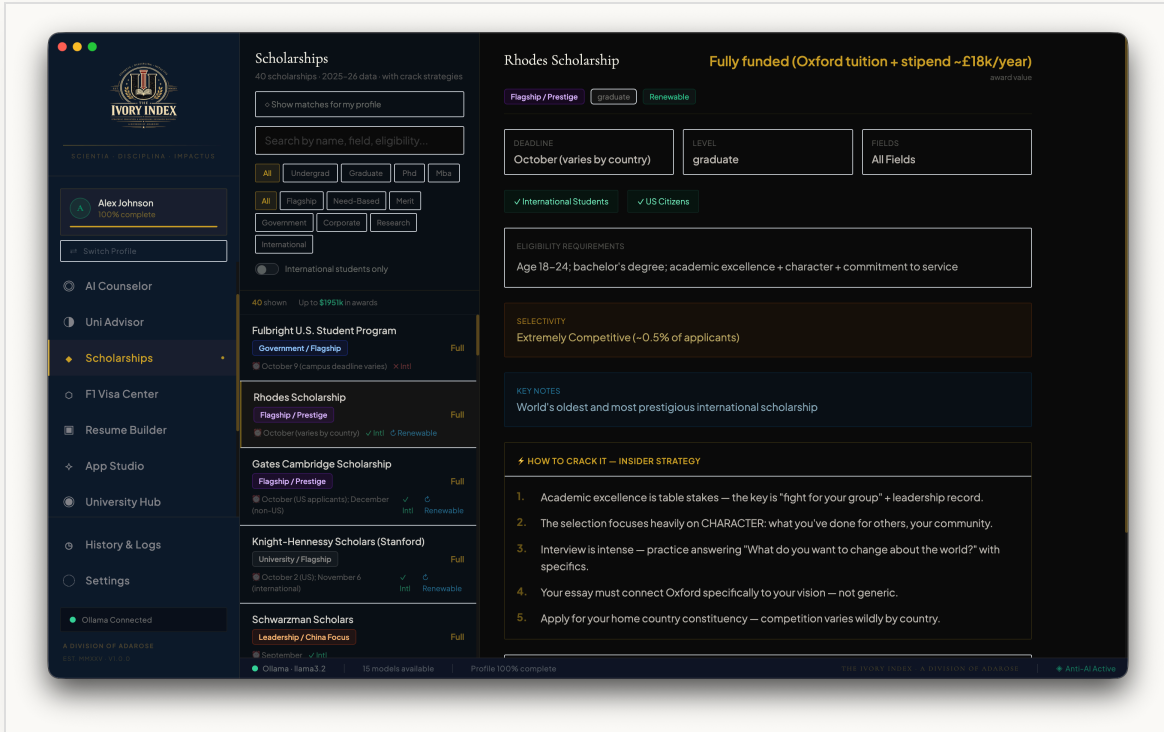 THE
IVORY INDEX
SCIENTIA · DISCIPLINA · IMPACTUS
A
Alex Johnson
100% complete
⇌ Switch Profile
AI Counselor
Uni Advisor
Scholarships
F1 Visa Center
Resume Builder
App Studio
University Hub
History & Logs
Settings
Ollama Connected
A DIVISION OF ADAROSE
EST. MMXXV · V1.0.0
Scholarships
40 scholarships · 2025-26 data · with crack strategies
Show matches for my profile
Search by name, field, eligibility...
All Undergrad Graduate Phd Mba
All Flagship Need-Based Merit
Government Corporate Research
International
International students only
40 shown Up to $1951k in awards
Fulbright U.S. Student Program
Government / Flagship Full
October 9 (campus deadline varies) ✕ Intl
Rhodes Scholarship
Flagship / Prestige Full
October (varies by country) ✓ Intl ↻ Renewable
Gates Cambridge Scholarship
Flagship / Prestige Full
October (US applicants); December ✓ ↻
(non-US) Intl Renewable
Knight-Hennessy Scholars (Stanford)
University / Flagship Full
October 2 (US); November 6 ✓ ↻
(international) Intl Renewable
Schwarzman Scholars
Leadership / China Focus Full
September ✓ Intl
Rhodes Scholarship
Fully funded (Oxford tuition + stipend ~£18k/year)
award value
Flagship / Prestige graduate Renewable
DEADLINE
October (varies by country)
LEVEL
graduate
FIELDS
All Fields
✓ International Students ✓ US Citizens
ELIGIBILITY REQUIREMENTS
Age 18–24; bachelor's degree; academic excellence + character + commitment to service
SELECTIVITY
Extremely Competitive (~0.5% of applicants)
KEY NOTES
World's oldest and most prestigious international scholarship
⚡ HOW TO CRACK IT — INSIDER STRATEGY
1. Academic excellence is table stakes — the key is "fight for your group" + leadership record.
2. The selection focuses heavily on CHARACTER: what you've done for others, your community.
3. Interview is intense — practice answering "What do you want to change about the world?" with
specifics.
4. Your essay must connect Oxford specifically to your vision — not generic.
5. Apply for your home country constituency — competition varies wildly by country.
Ollama · llama3.2 15 models available Profile 100% complete THE IVORY INDEX A DIVISION OF ADAROSE Anti-AI Active